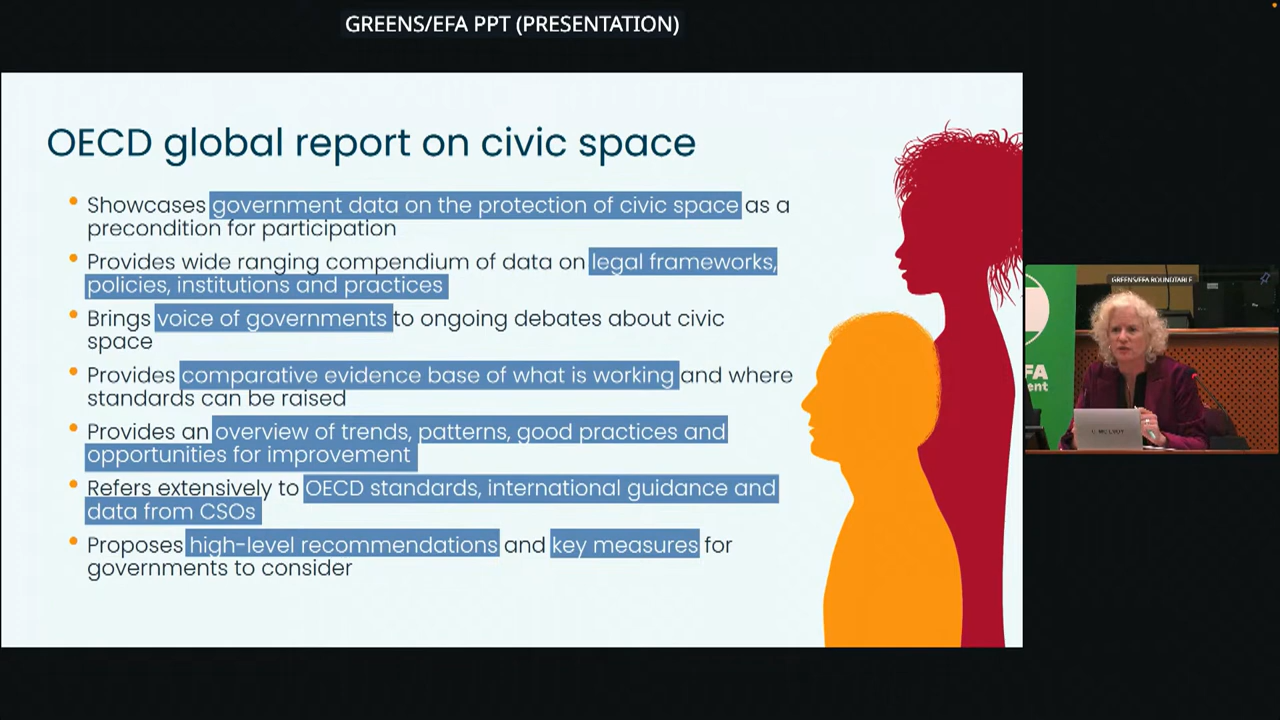 GREENS/EFA PPT (PRESENTATION)
OECD global report on civic space
Showcases government data on the protection of civic space as a
precondition for participation
Provides wide ranging compendium of data on legal frameworks,
policies, institutions and practices
Brings voice of governments to ongoing debates about civic
space
Provides comparative evidence base of what is working and where
standards can be raised
Provides an overview of trends, patterns, good practices and
opportunities for improvement
Refers extensively to OECD standards, international guidance and
data from CSOs
Proposes high-level recommendations and key measures for
governments to consider
GREENS/EFA ROUNDTABLE
FA